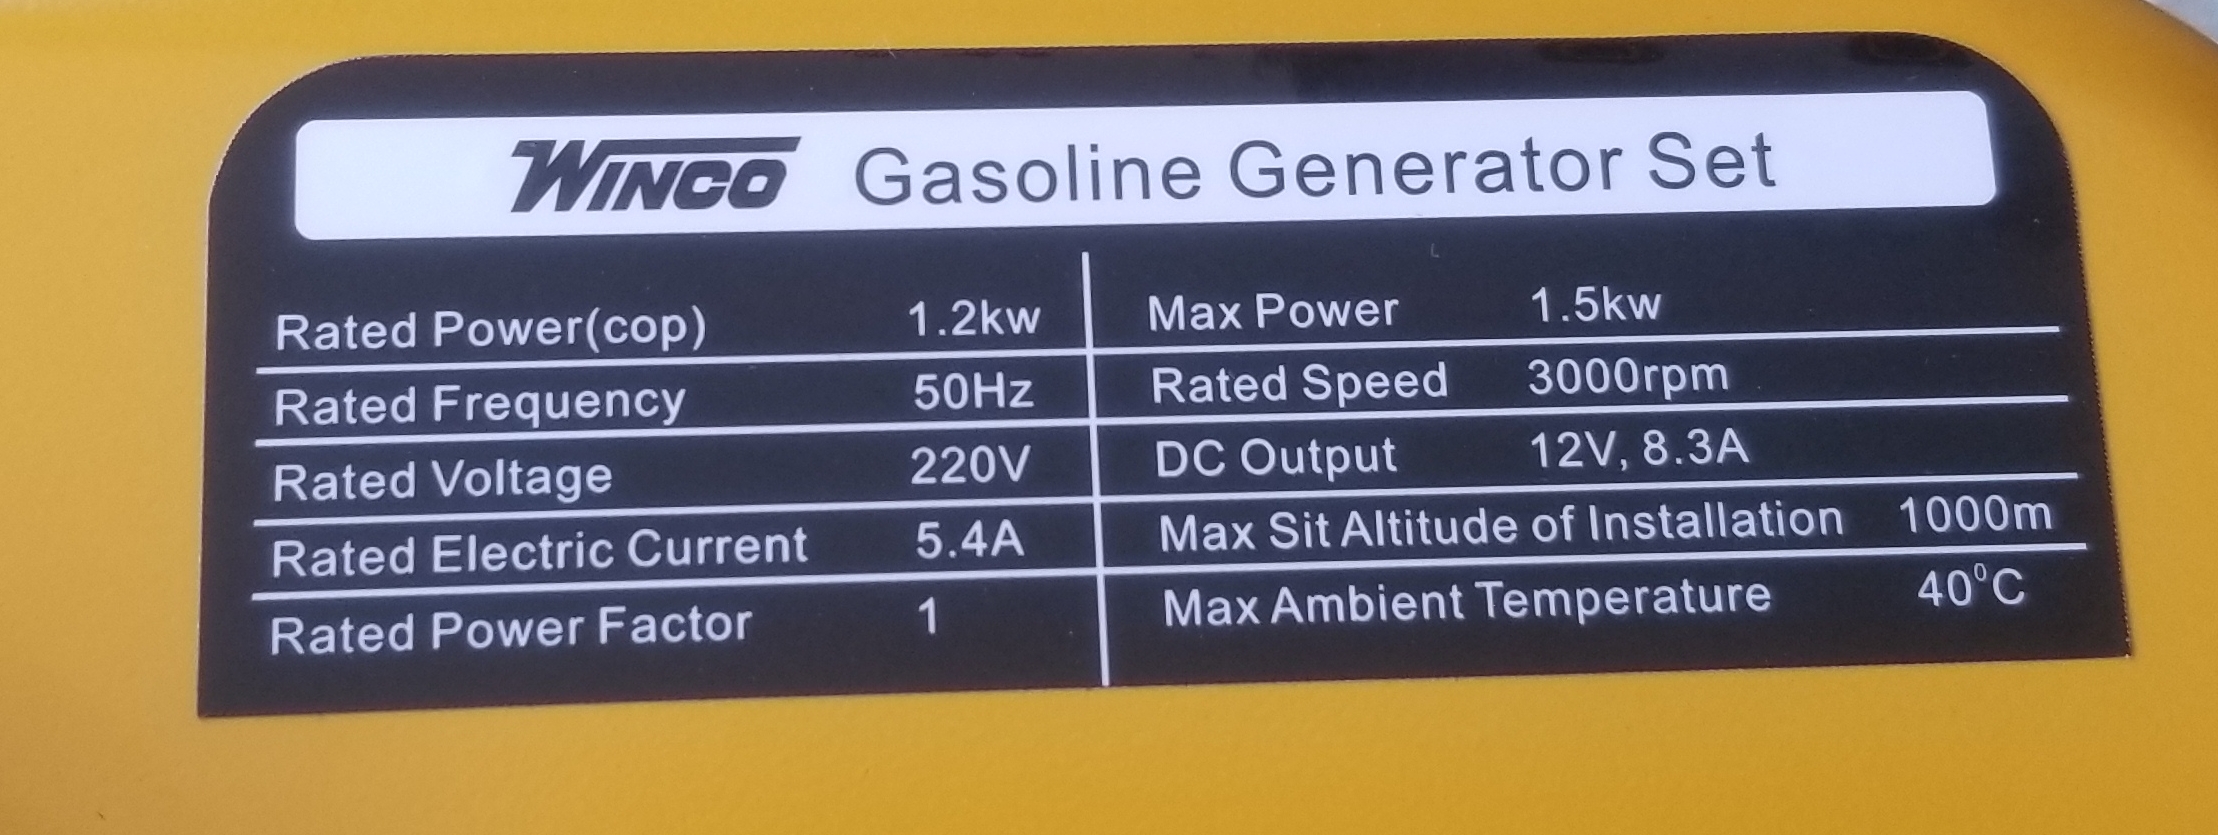 WINCO Gasoline Generator Set
Rated Power(cop) 1.2kw
Rated Frequency 50Hz
Rated Voltage 220V
Rated Electric Current 5.4A
Rated Power Factor 1
Max Power 1.5kw
Rated Speed 3000rpm
DC Output 12V, 8.3A
Max Sit Altitude of Installation 1000m
Max Ambient Temperature 40⁰C